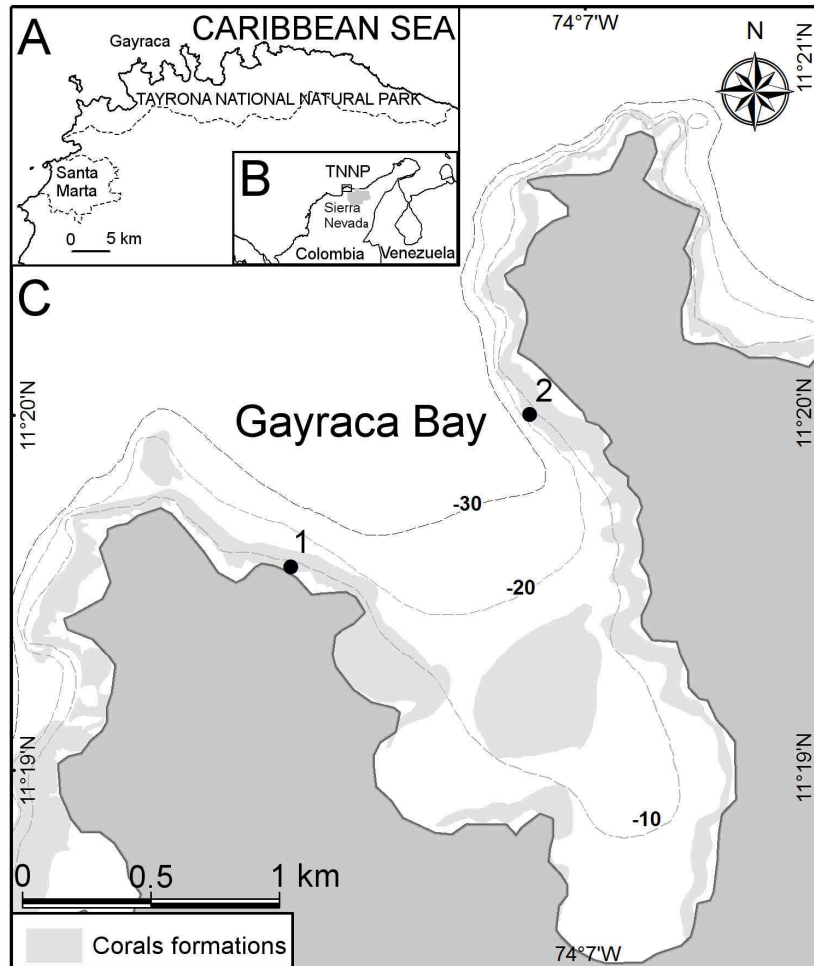 A
CARIBBEAN SEA
Gayraca
TAYRONA NATIONAL NATURAL PARK
Santa
Marta
0 5 km
B
TNNP
Sierra
Nevada
Colombia
Venezuela
74°7'W
N
11°21'N
C
11°20'N
Gayraca Bay
2
11°20'N
-30
1
-20
11°19'N
11°19'N
-10
0 0.5 1 km
Corals formations
74°7'W